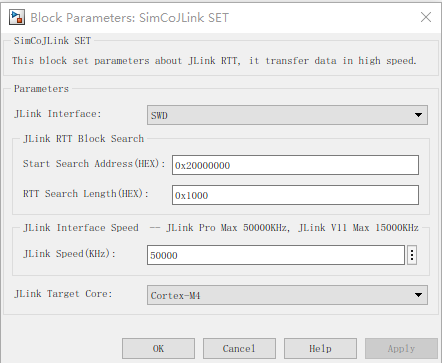 Block Parameters: SimCoJLink SET
SimCoJLink SET
This block set parameters about JLink RTT, it transfer data in high speed.
Parameters
JLink Interface: SWD
JLink RTT Block Search
Start Search Address(HEX): 0x20000000
RTT Search Length(HEX): 0x1000
JLink Interface Speed -- JLink Pro Max 50000KHz, JLink V11 Max 15000KHz
JLink Speed(KHz): 50000
JLink Target Core: Cortex-M4
OK Cancel Help Apply